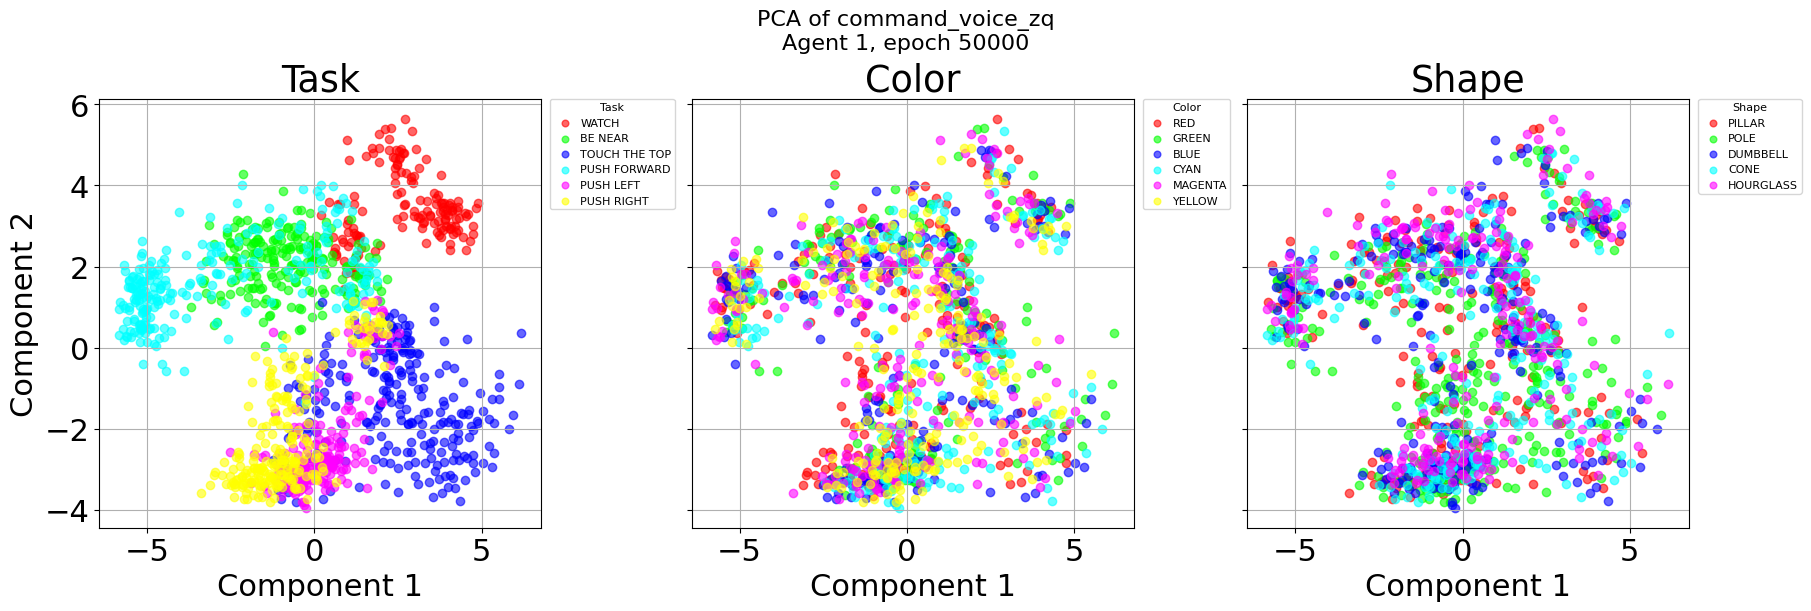 PCA of command_voice_zq
Agent 1, epoch 50000
Task
Component 2
6
4
2
0
−2
−4
−5 0 5
Component 1
Task
WATCH
BE NEAR
TOUCH THE TOP
PUSH FORWARD
PUSH LEFT
PUSH RIGHT
Color
−5 0 5
Component 1
Color
RED
GREEN
BLUE
CYAN
MAGENTA
YELLOW
Shape
−5 0 5
Component 1
Shape
PILLAR
POLE
DUMBBELL
CONE
HOURGLASS